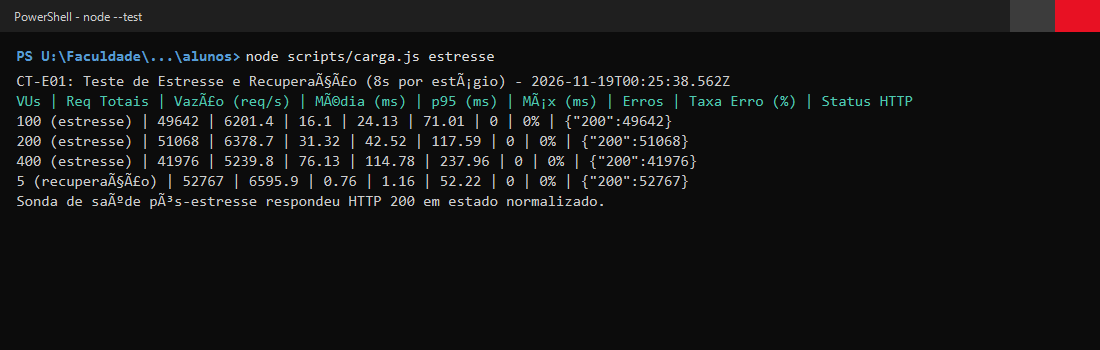 PowerShell - node --test
PS U:\Faculdade\...\alunos> node scripts/carga.js estresse
CT-E01: Teste de Estresse e RecuperaÃ§Ã£o (8s por estÃ¡gio) - 2026-11-19T00:25:38.562Z
VUs | Req Totais | VazÃ£o (req/s) | MÃ©dia (ms) | p95 (ms) | MÃ¡x (ms) | Erros | Taxa Erro (%) | Status HTTP
100 (estresse) | 49642 | 6201.4 | 16.1 | 24.13 | 71.01 | 0 | 0% | {"200":49642}
200 (estresse) | 51068 | 6378.7 | 31.32 | 42.52 | 117.59 | 0 | 0% | {"200":51068}
400 (estresse) | 41976 | 5239.8 | 76.13 | 114.78 | 237.96 | 0 | 0% | {"200":41976}
5 (recuperaÃ§Ã£o) | 52767 | 6595.9 | 0.76 | 1.16 | 52.22 | 0 | 0% | {"200":52767}
Sonda de saÃºde pÃ³s-estresse respondeu HTTP 200 em estado normalizado.